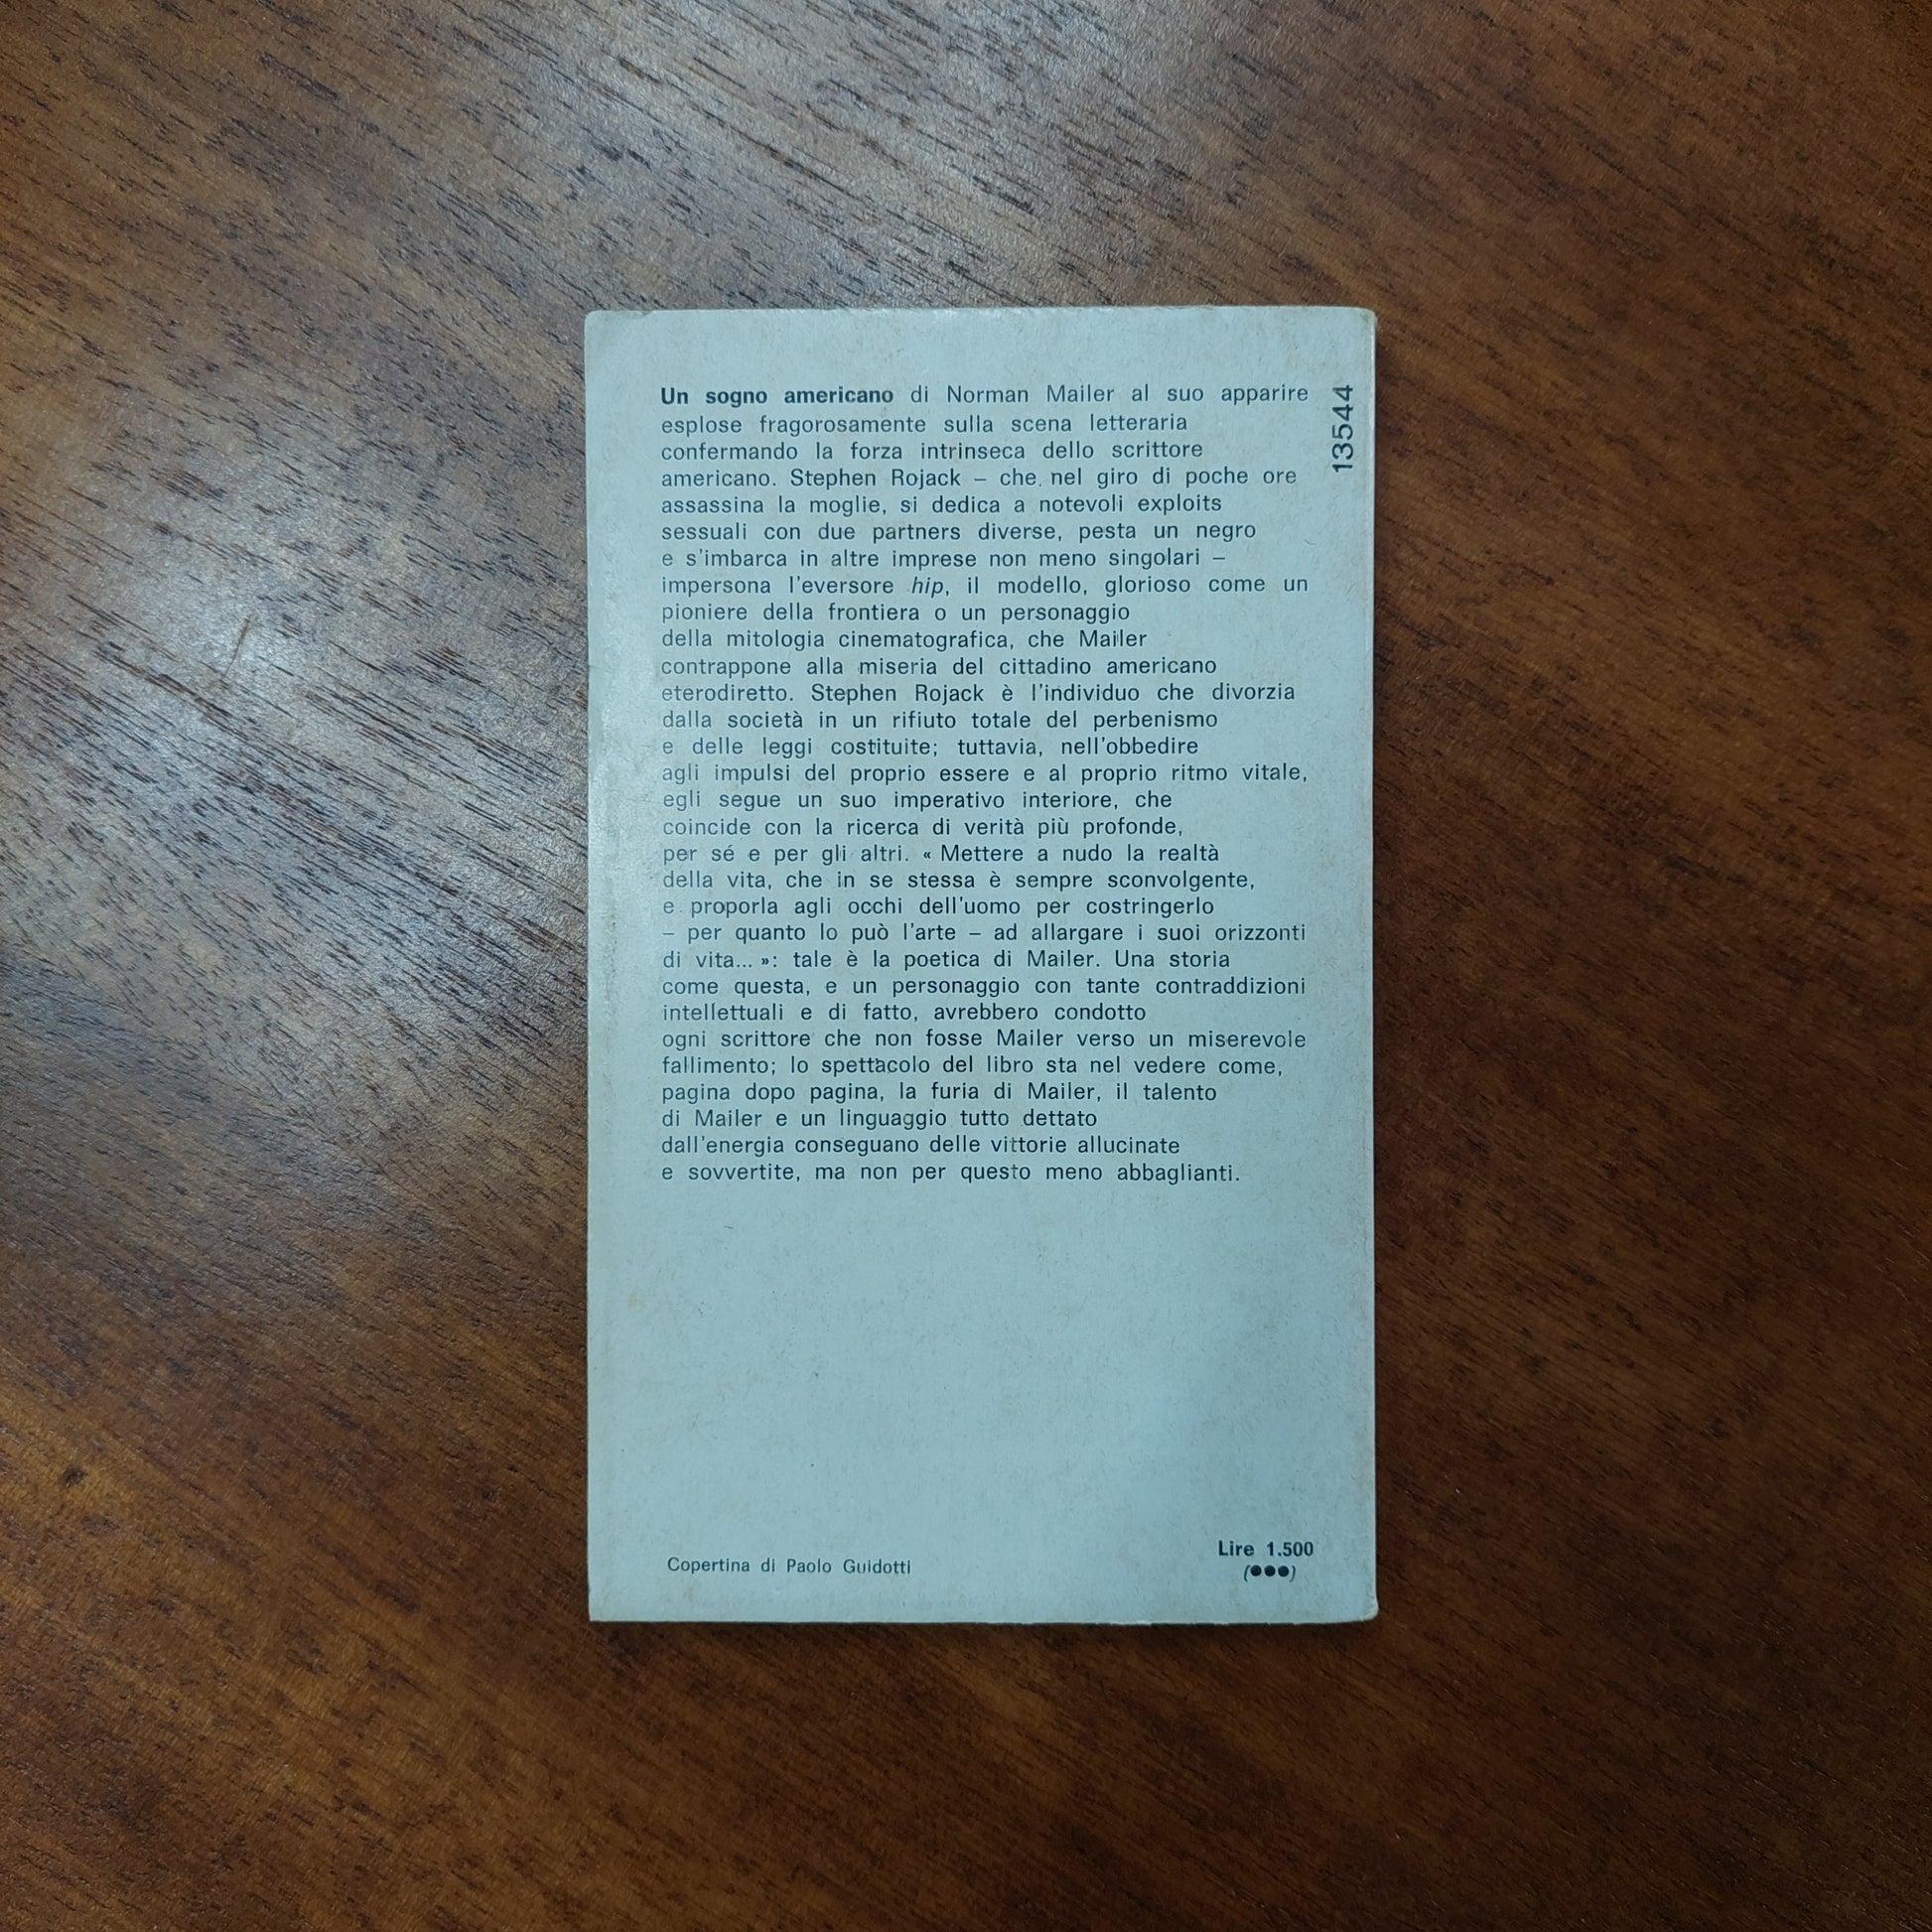 Un sogno americano di Norman Mailer al suo apparire
esplose fragorosamente sulla scena letteraria
confermando la forza intrinseca dello scrittore
americano. Stephen Rojack – che nel giro di poche ore
assassina la moglie, si dedica a notevoli exploits
sessuali con due partners diverse, pesta un negro
e s'imbarca in altre imprese non meno singolari –
impersona l'eversore hip, il modello, glorioso come un
pioniere della frontiera o un personaggio
della mitologia cinematografica, che Mailer
contrappone alla miseria del cittadino americano
eterodiretto. Stephen Rojack è l'individuo che divorzia
dalla società in un rifiuto totale del perbenismo
e delle leggi costituite; tuttavia, nell'obbedire
agli impulsi del proprio essere e al proprio ritmo vitale,
egli segue un suo imperativo interiore, che
coincide con la ricerca di verità più profonde,
per sé e per gli altri. « Mettere a nudo la realtà
della vita, che in se stessa è sempre sconvolgente,
e proporla agli occhi dell'uomo per costringerlo
– per quanto lo può l'arte – ad allargare i suoi orizzonti
di vita... »: tale è la poetica di Mailer. Una storia
come questa, e un personaggio con tante contraddizioni
intellettuali e di fatto, avrebbero condotto
ogni scrittore che non fosse Mailer verso un miserevole
fallimento; lo spettacolo del libro sta nel vedere come,
pagina dopo pagina, la furia di Mailer, il talento
di Mailer e un linguaggio tutto dettato
dall'energia conseguano delle vittorie allucinate
e sovvertite, ma non per questo meno abbaglianti.
13544
Copertina di Paolo Guidotti
Lire 1.500
(●●●)